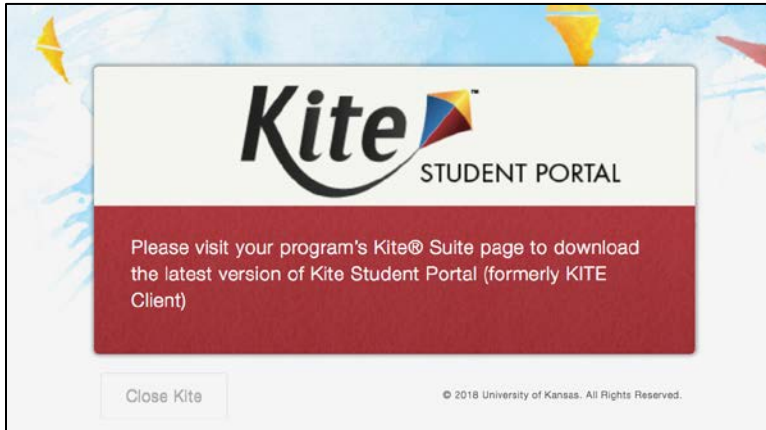 Kite™
STUDENT PORTAL
Please visit your program's Kite® Suite page to download
the latest version of Kite Student Portal (formerly KITE
Client)
Close Kite
© 2018 University of Kansas. All Rights Reserved.